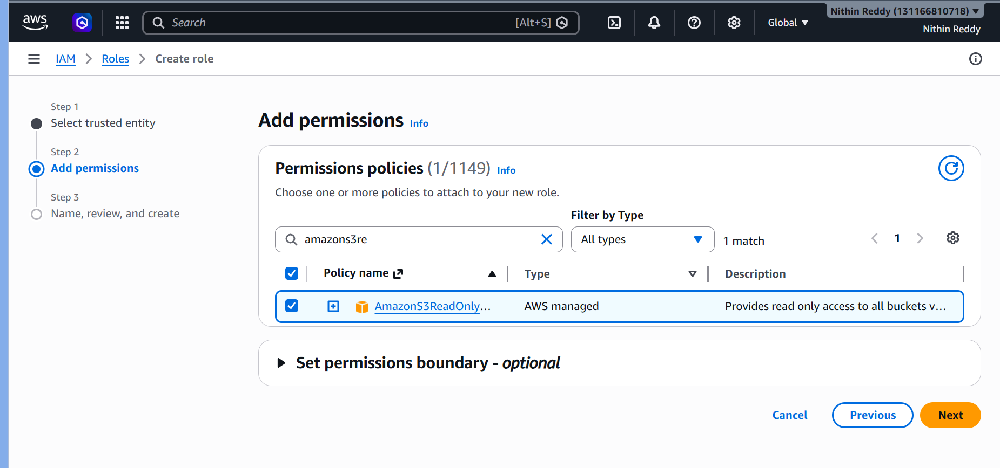 aws
Search
[Alt+S]
Global
Nithin Reddy (131166810718)
Nithin Reddy
IAM
Roles
Create role
Step 1
Select trusted entity
Step 2
Add permissions
Step 3
Name, review, and create
Add permissions Info
Permissions policies (1/1149) Info
Choose one or more policies to attach to your new role.
Filter by Type
amazons3re
All types
1 match
1
Policy name
Type
Description
AmazonS3ReadOnly...
AWS managed
Provides read only access to all buckets v...
Set permissions boundary - optional
Cancel
Previous
Next